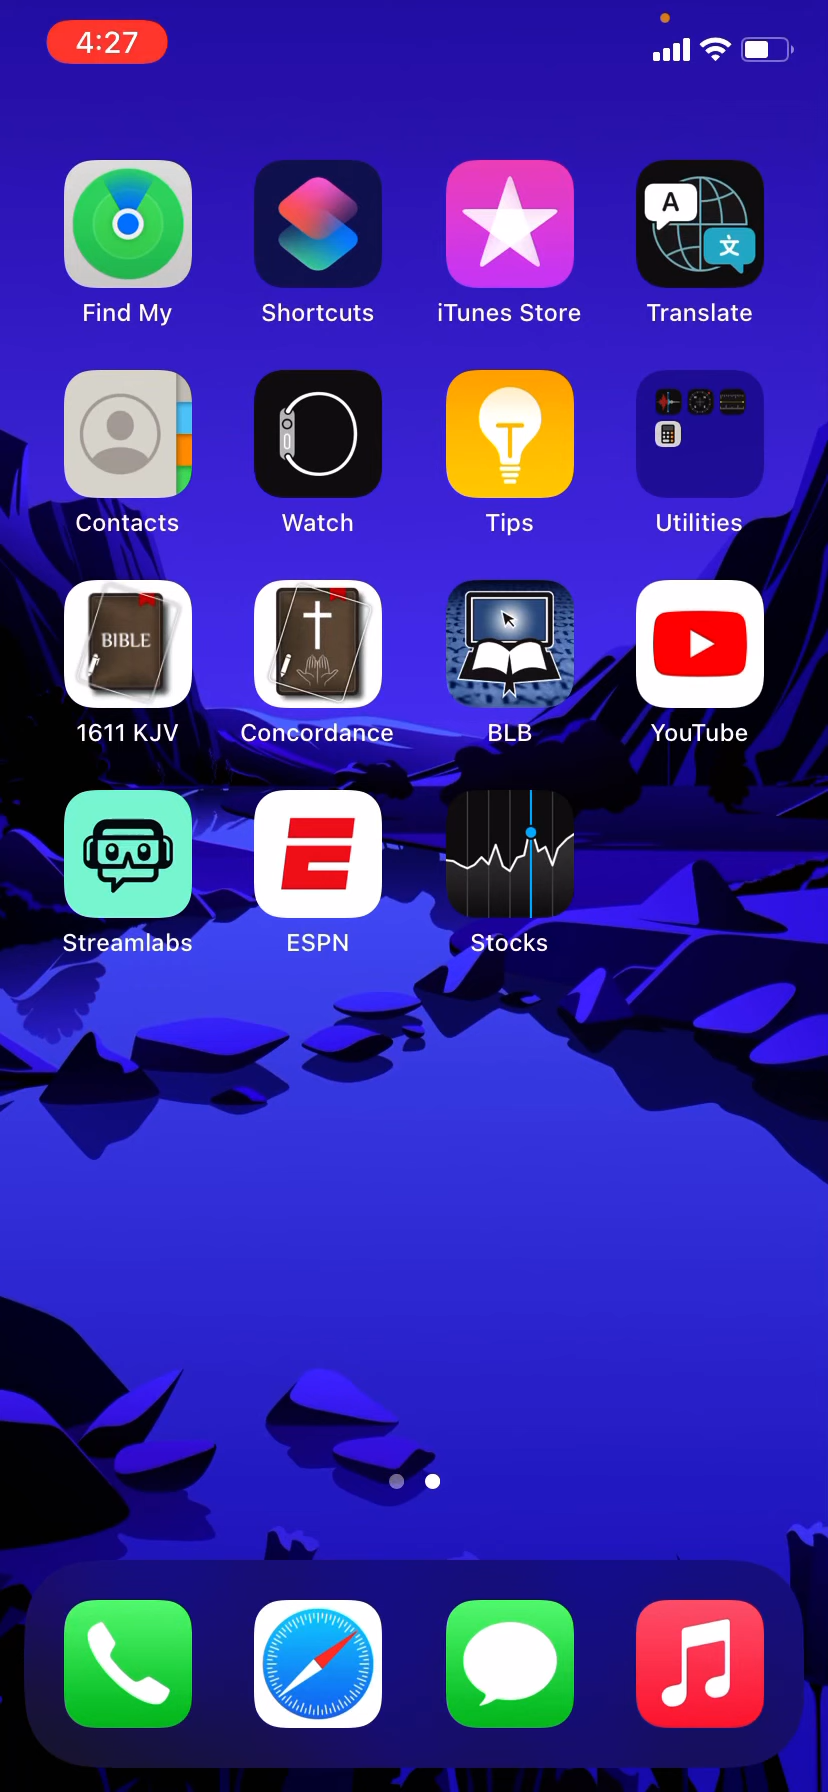 4:27
Find My
Shortcuts
iTunes Store
A
文
Translate
Contacts
Watch
Tips
Utilities
BIBLE
1611 KJV
Concordance
BLB
YouTube
Streamlabs
E
ESPN
Stocks